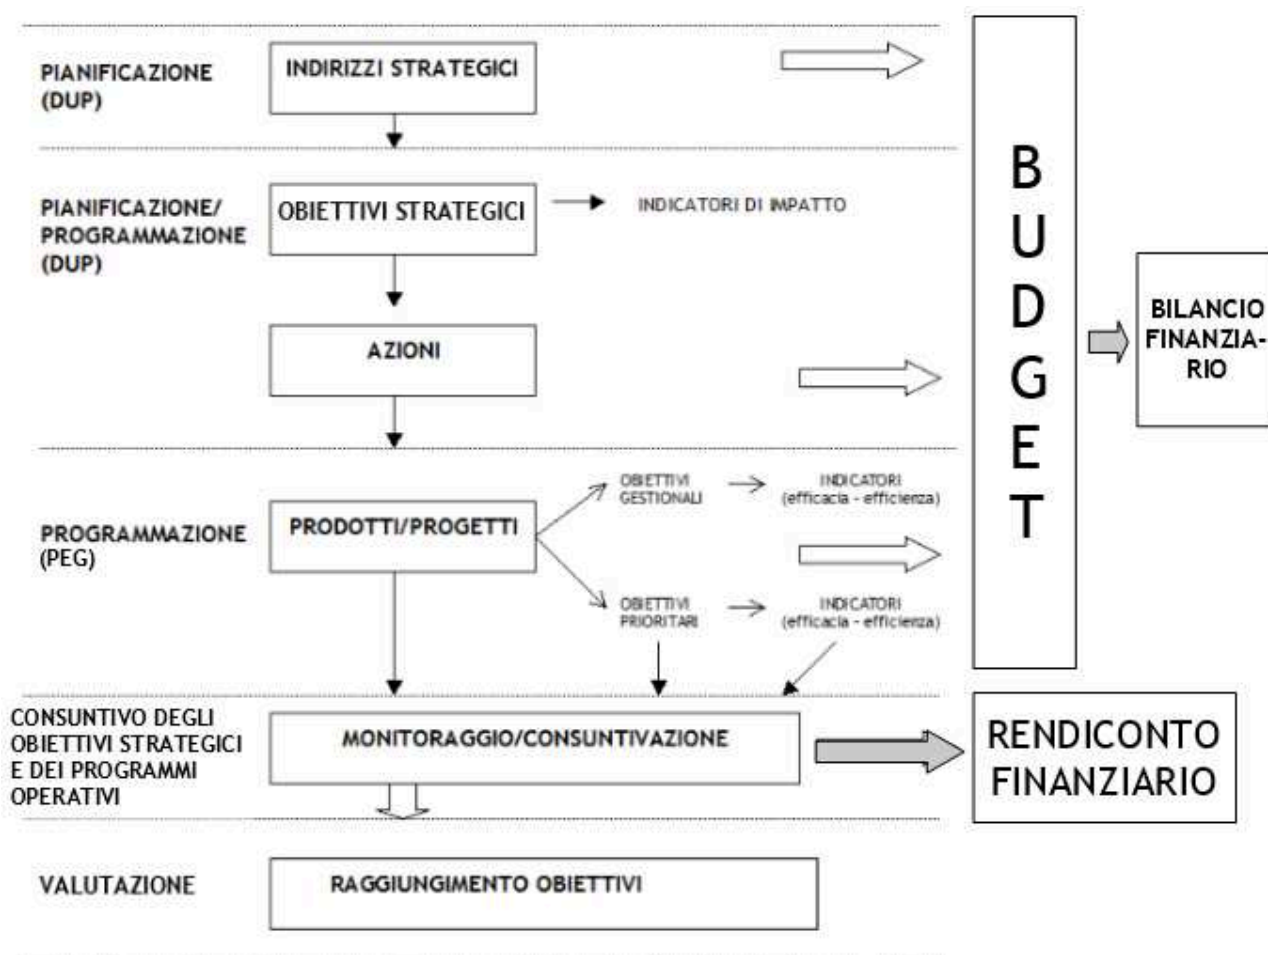 PIANIFICAZIONE
(DUP)
INDIRIZZI STRATEGICI
PIANIFICAZIONE/
PROGRAMMAZIONE
(DUP)
OBIETTIVI STRATEGICI
INDICATORI DI IMPATTO
AZIONI
PROGRAMMAZIONE
(PEG)
PRODOTTI/PROGETTI
OBIETTIVI
GESTIONALI
INDICATORI
(efficacia - efficienza)
OBIETTIVI
PRIORITARI
INDICATORI
(efficacia - efficienza)
BUDGET
BILANCIO
FINANZIA-
RIO
CONSUNTIVO DEGLI
OBIETTIVI STRATEGICI
E DEI PROGRAMMI
OPERATIVI
MONITORAGGIO/CONSUNTIVAZIONE
RENDICONTO
FINANZIARIO
VALUTAZIONE
RAGGIUNGIMENTO OBIETTIVI